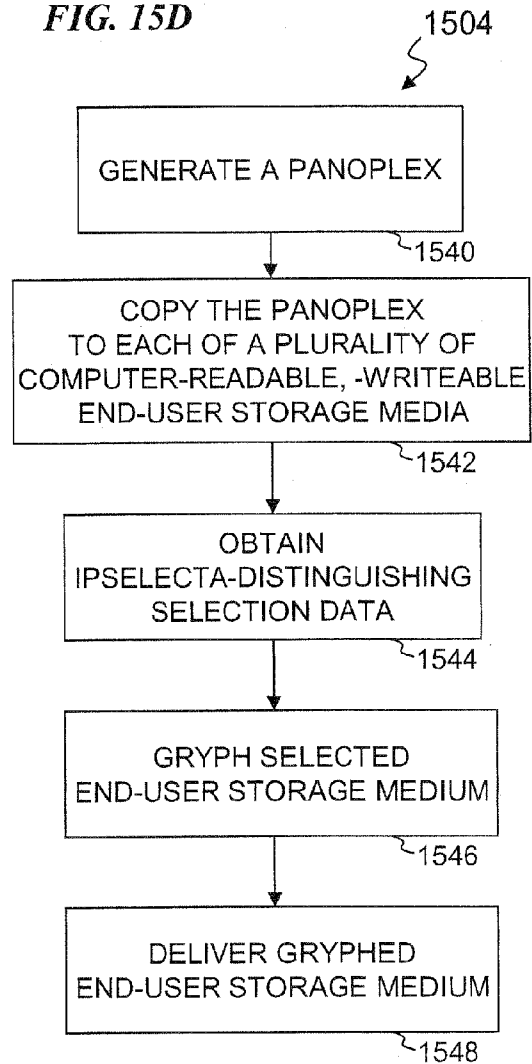 FIG. 15D
1504
GENERATE A PANOPLEX
1540
COPY THE PANOPLEX
TO EACH OF A PLURALITY OF
COMPUTER-READABLE, -WRITEABLE
END-USER STORAGE MEDIA
1542
OBTAIN
IPSELECTA-DISTINGUISHING
SELECTION DATA
1544
GRYPH SELECTED
END-USER STORAGE MEDIUM
1546
DELIVER GRYPHED
END-USER STORAGE MEDIUM
1548